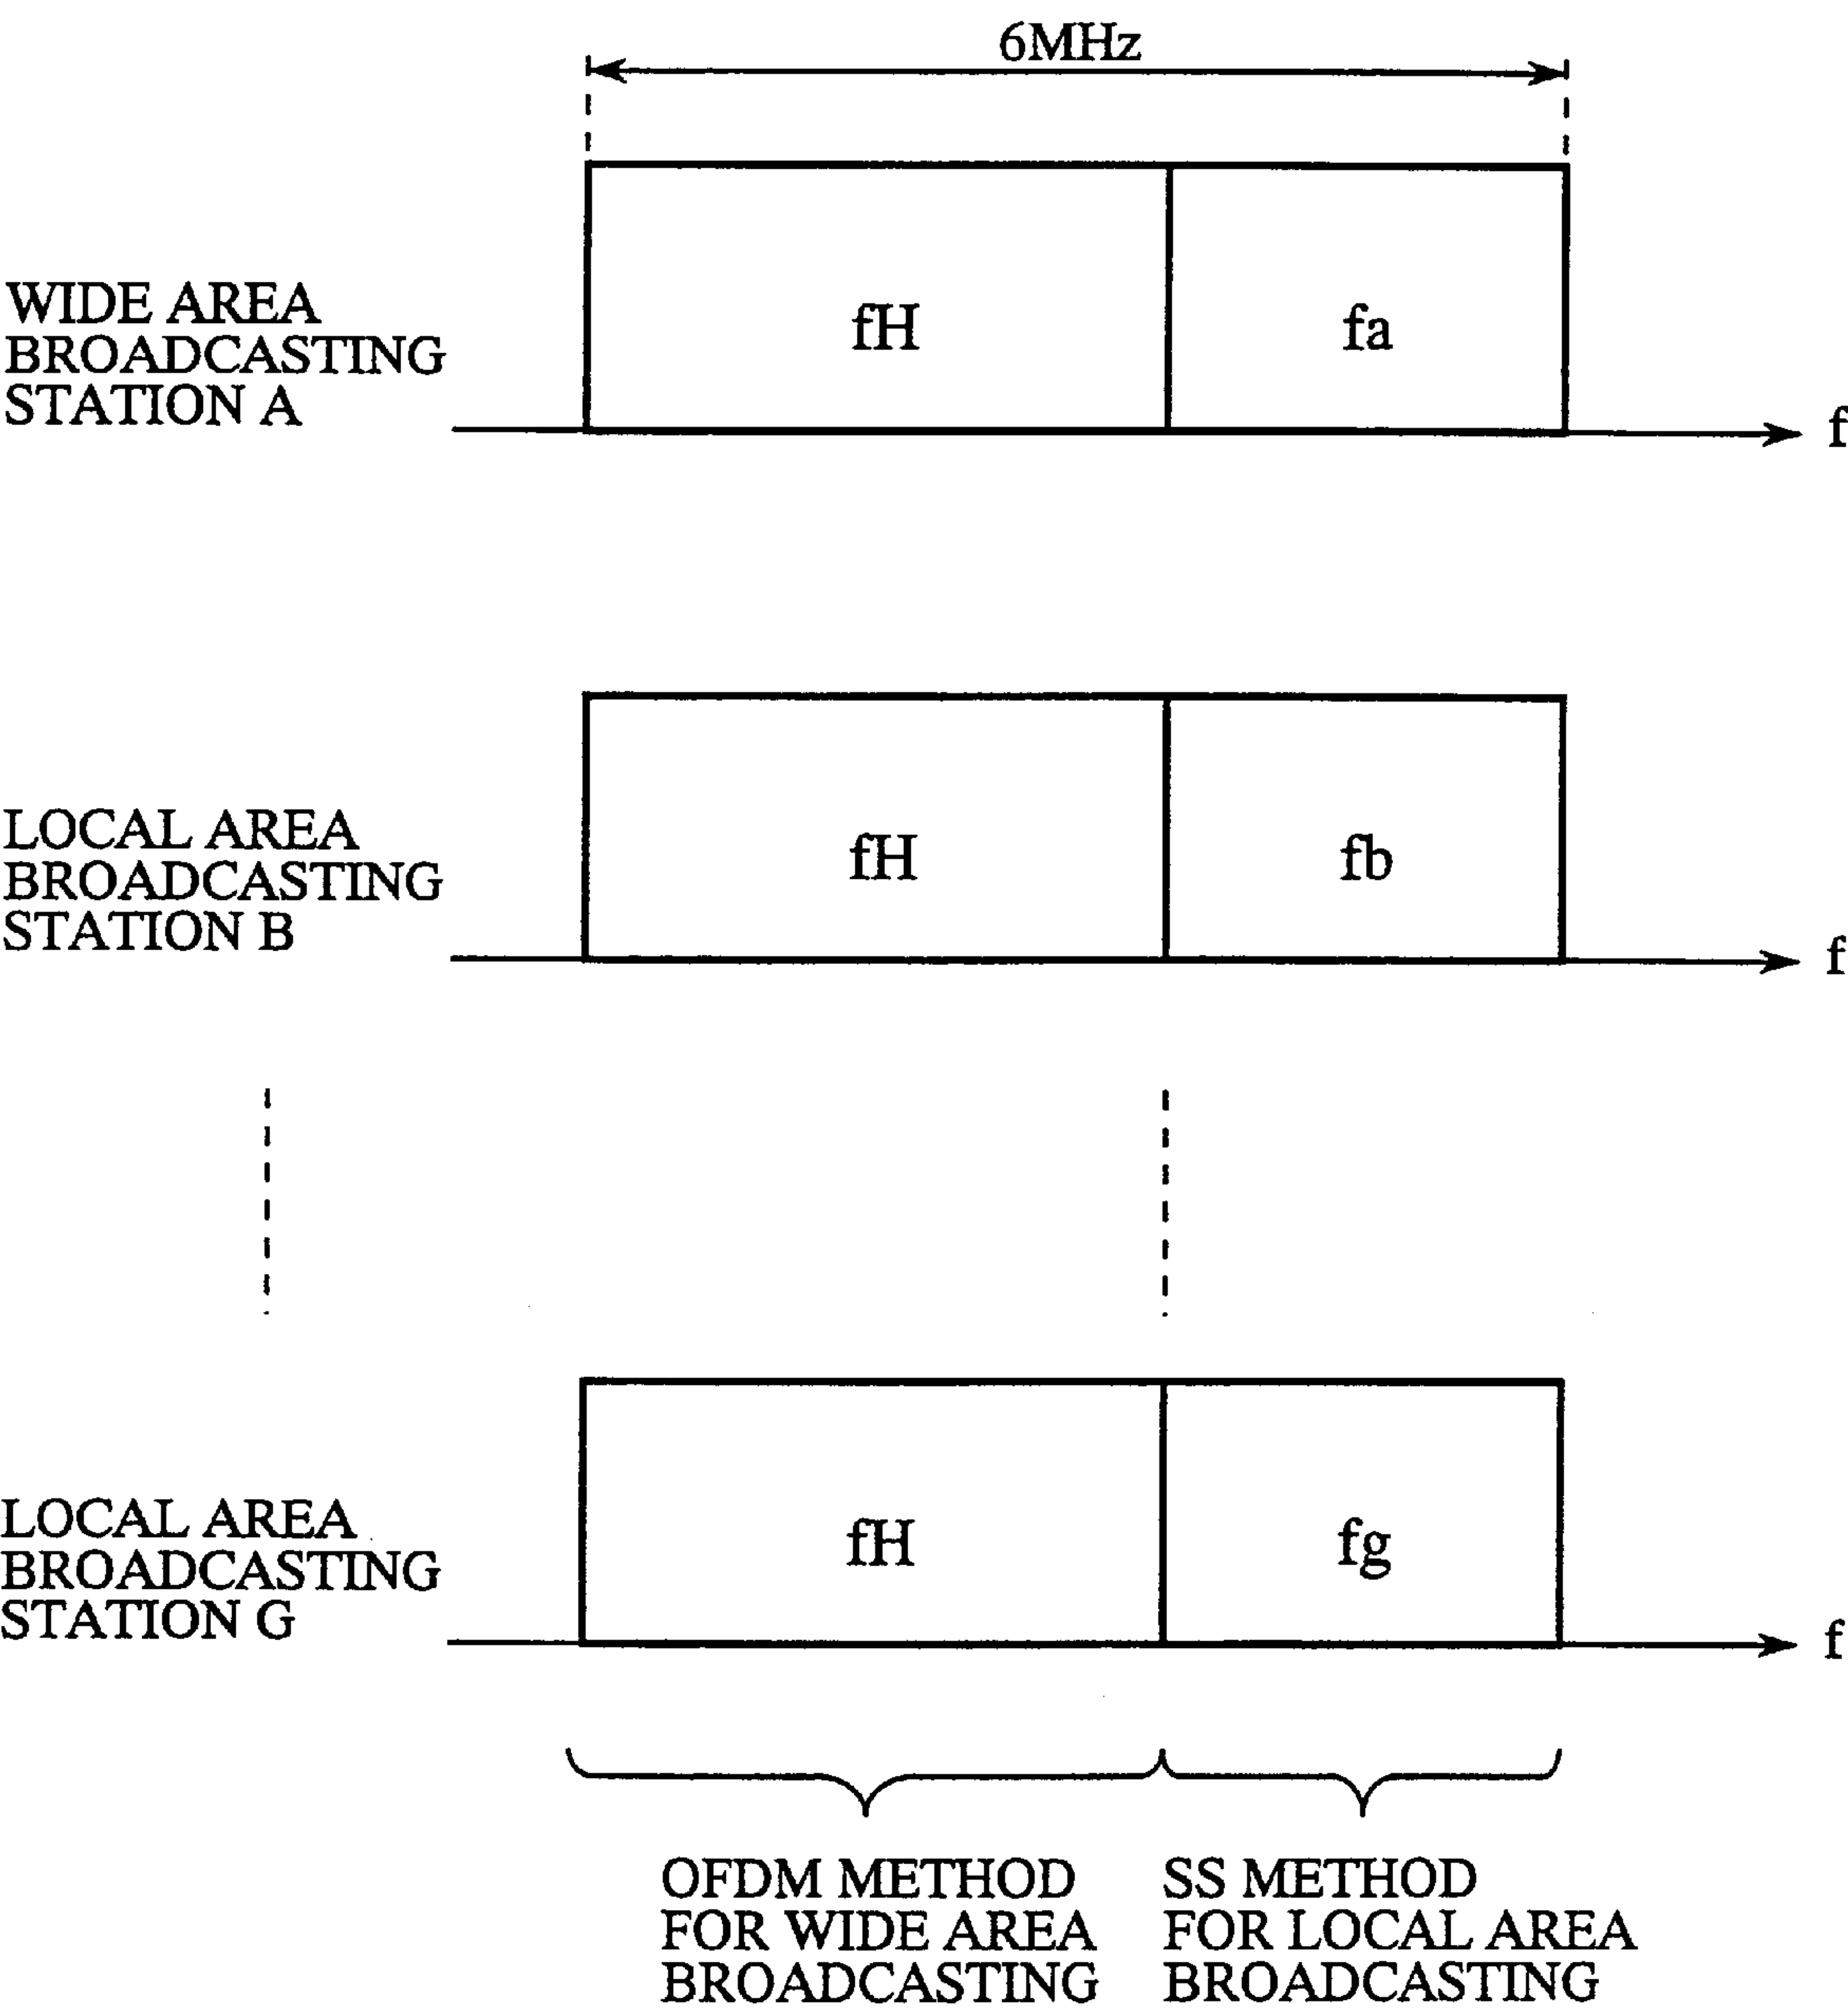 6MHz
WIDE AREA
BROADCASTING
STATION A
fH
fa
f
LOCAL AREA
BROADCASTING
STATION B
fH
fb
f
LOCAL AREA
BROADCASTING
STATION G
fH
fg
f
OFDM METHOD
FOR WIDE AREA
BROADCASTING
SS METHOD
FOR LOCAL AREA
BROADCASTING